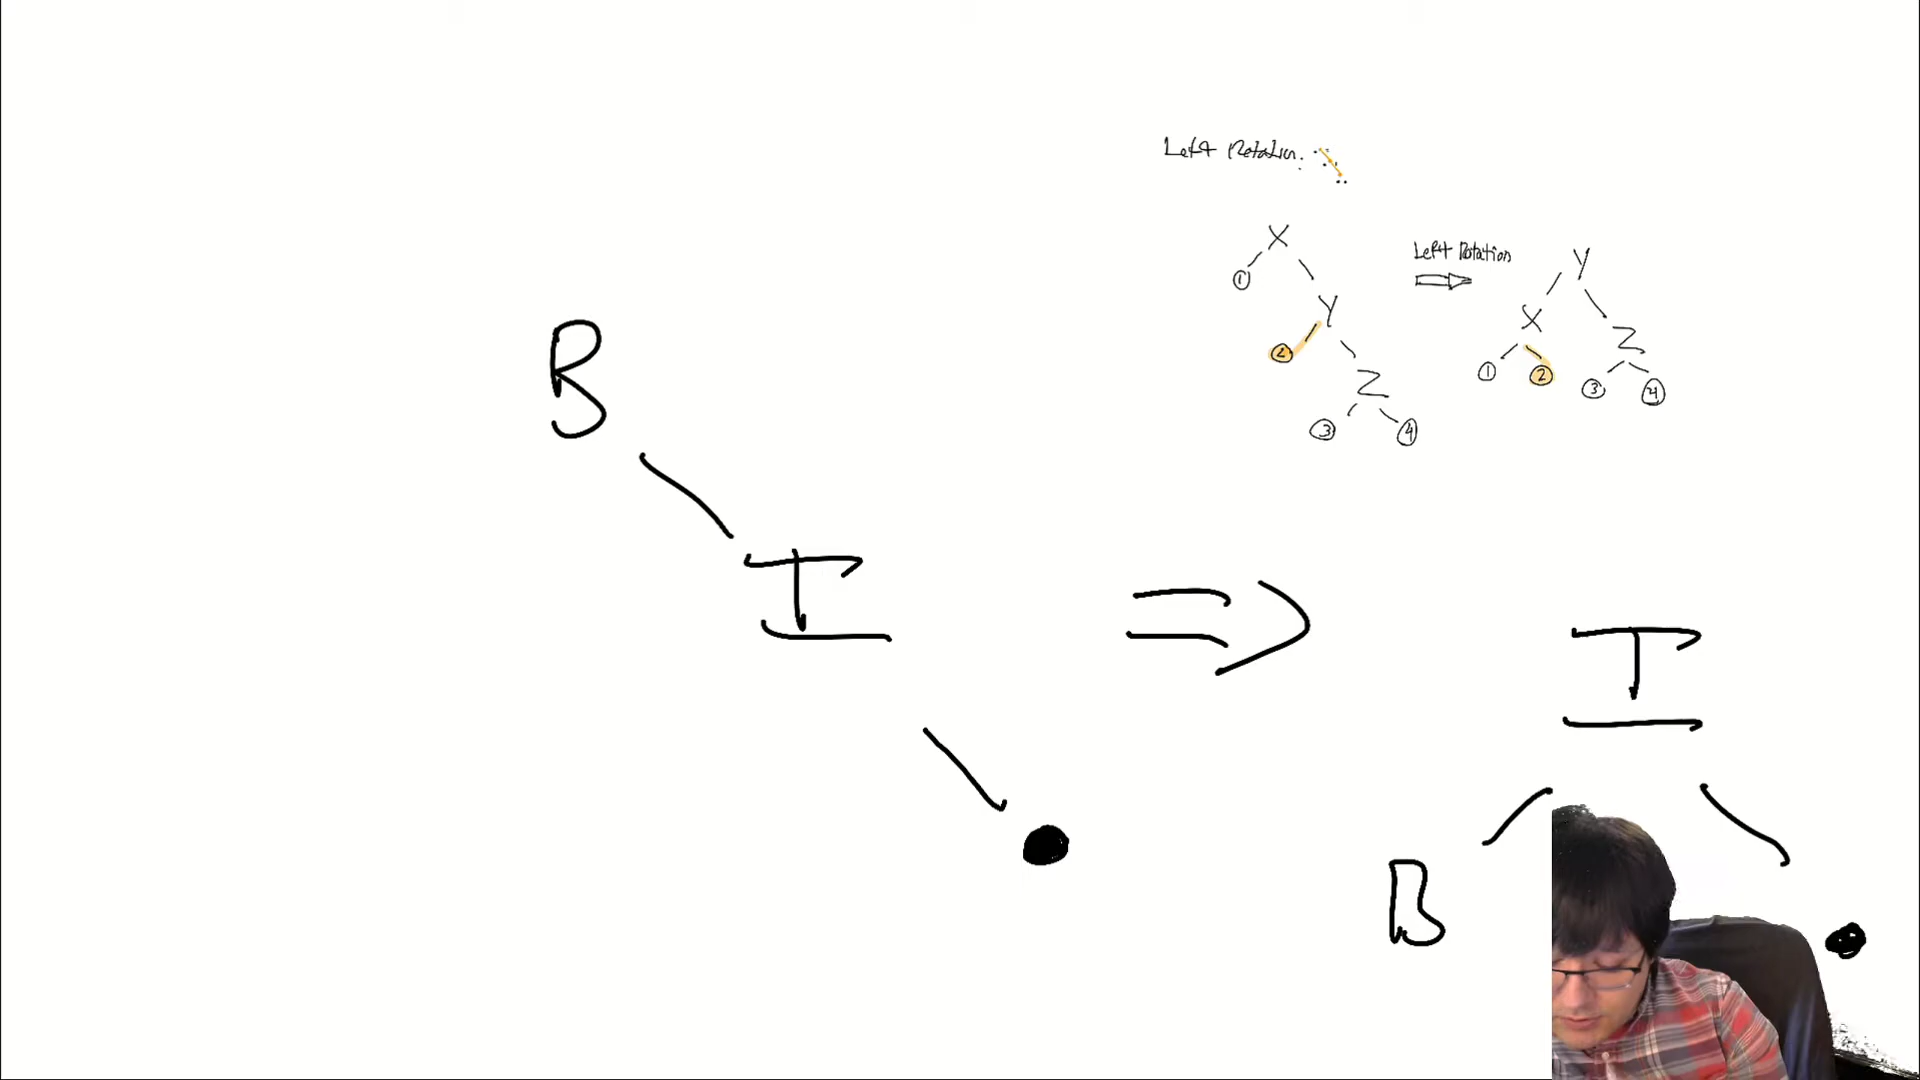 Left Rotation:
X
Left Rotation
Y
①
Y
X
Z
②
Z
①
②
③
④
③
④
B
I
I
B